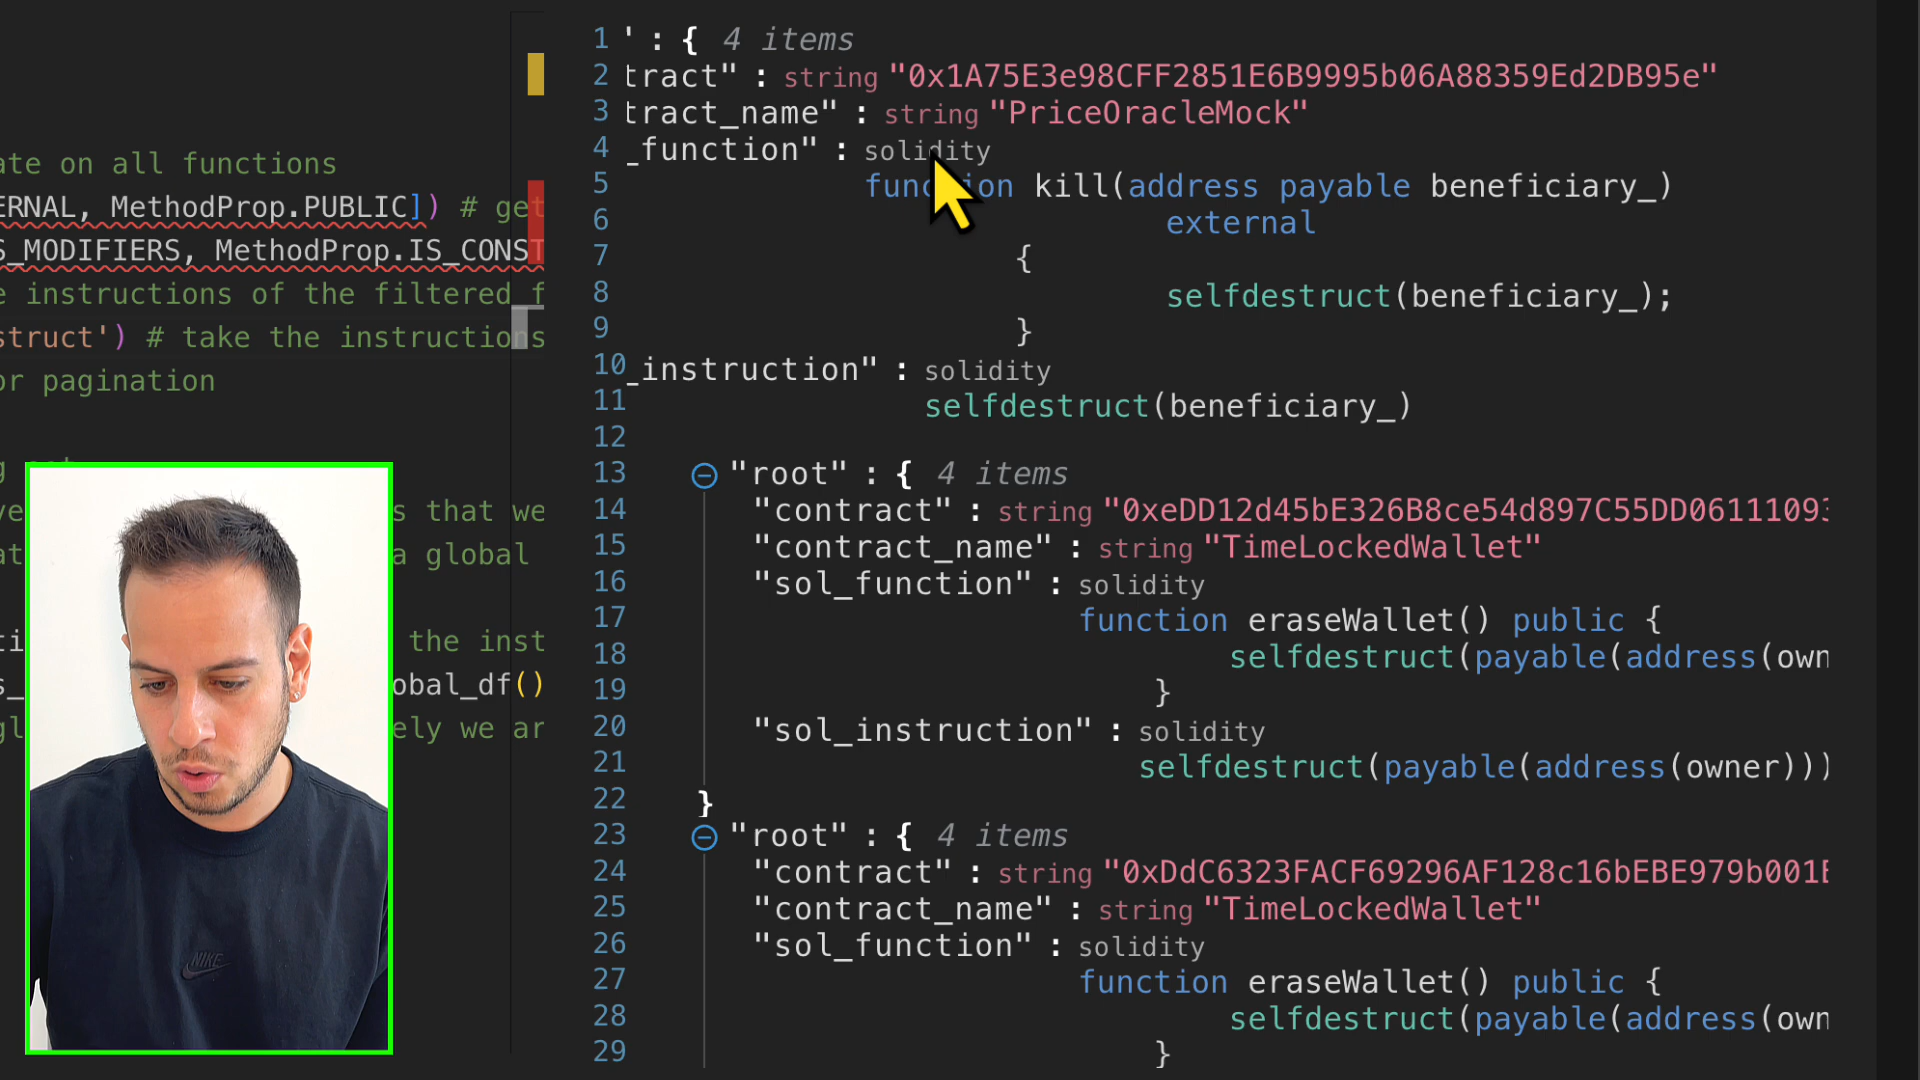 ate on all functions
ERNAL, MethodProp.PUBLIC]) # get
S_MODIFIERS, MethodProp.IS_CONST
e instructions of the filtered f
struct') # take the instructions
or pagination
s that we
a global
the inst
obal_df()
ely we ar
NIKE
1 ' : { 4 items
2 tract" : string "0x1A75E3e98CFF2851E6B9995b06A88359Ed2DB95e"
3 tract_name" : string "PriceOracleMock"
4 _function" : solidity
5 function kill(address payable beneficiary_)
6 external
7 {
8 selfdestruct(beneficiary_);
9 }
10 _instruction" : solidity
11 selfdestruct(beneficiary_)
12
13 "root" : { 4 items
14 "contract" : string "0xeDD12d45bE326B8ce54d897C55DD06111093
15 "contract_name" : string "TimeLockedWallet"
16 "sol_function" : solidity
17 function eraseWallet() public {
18 selfdestruct(payable(address(own
19 }
20 "sol_instruction" : solidity
21 selfdestruct(payable(address(owner)))
22 }
23 "root" : { 4 items
24 "contract" : string "0xDdC6323FACF69296AF128c16bEBE979b001E
25 "contract_name" : string "TimeLockedWallet"
26 "sol_function" : solidity
27 function eraseWallet() public {
28 selfdestruct(payable(address(own
29 }